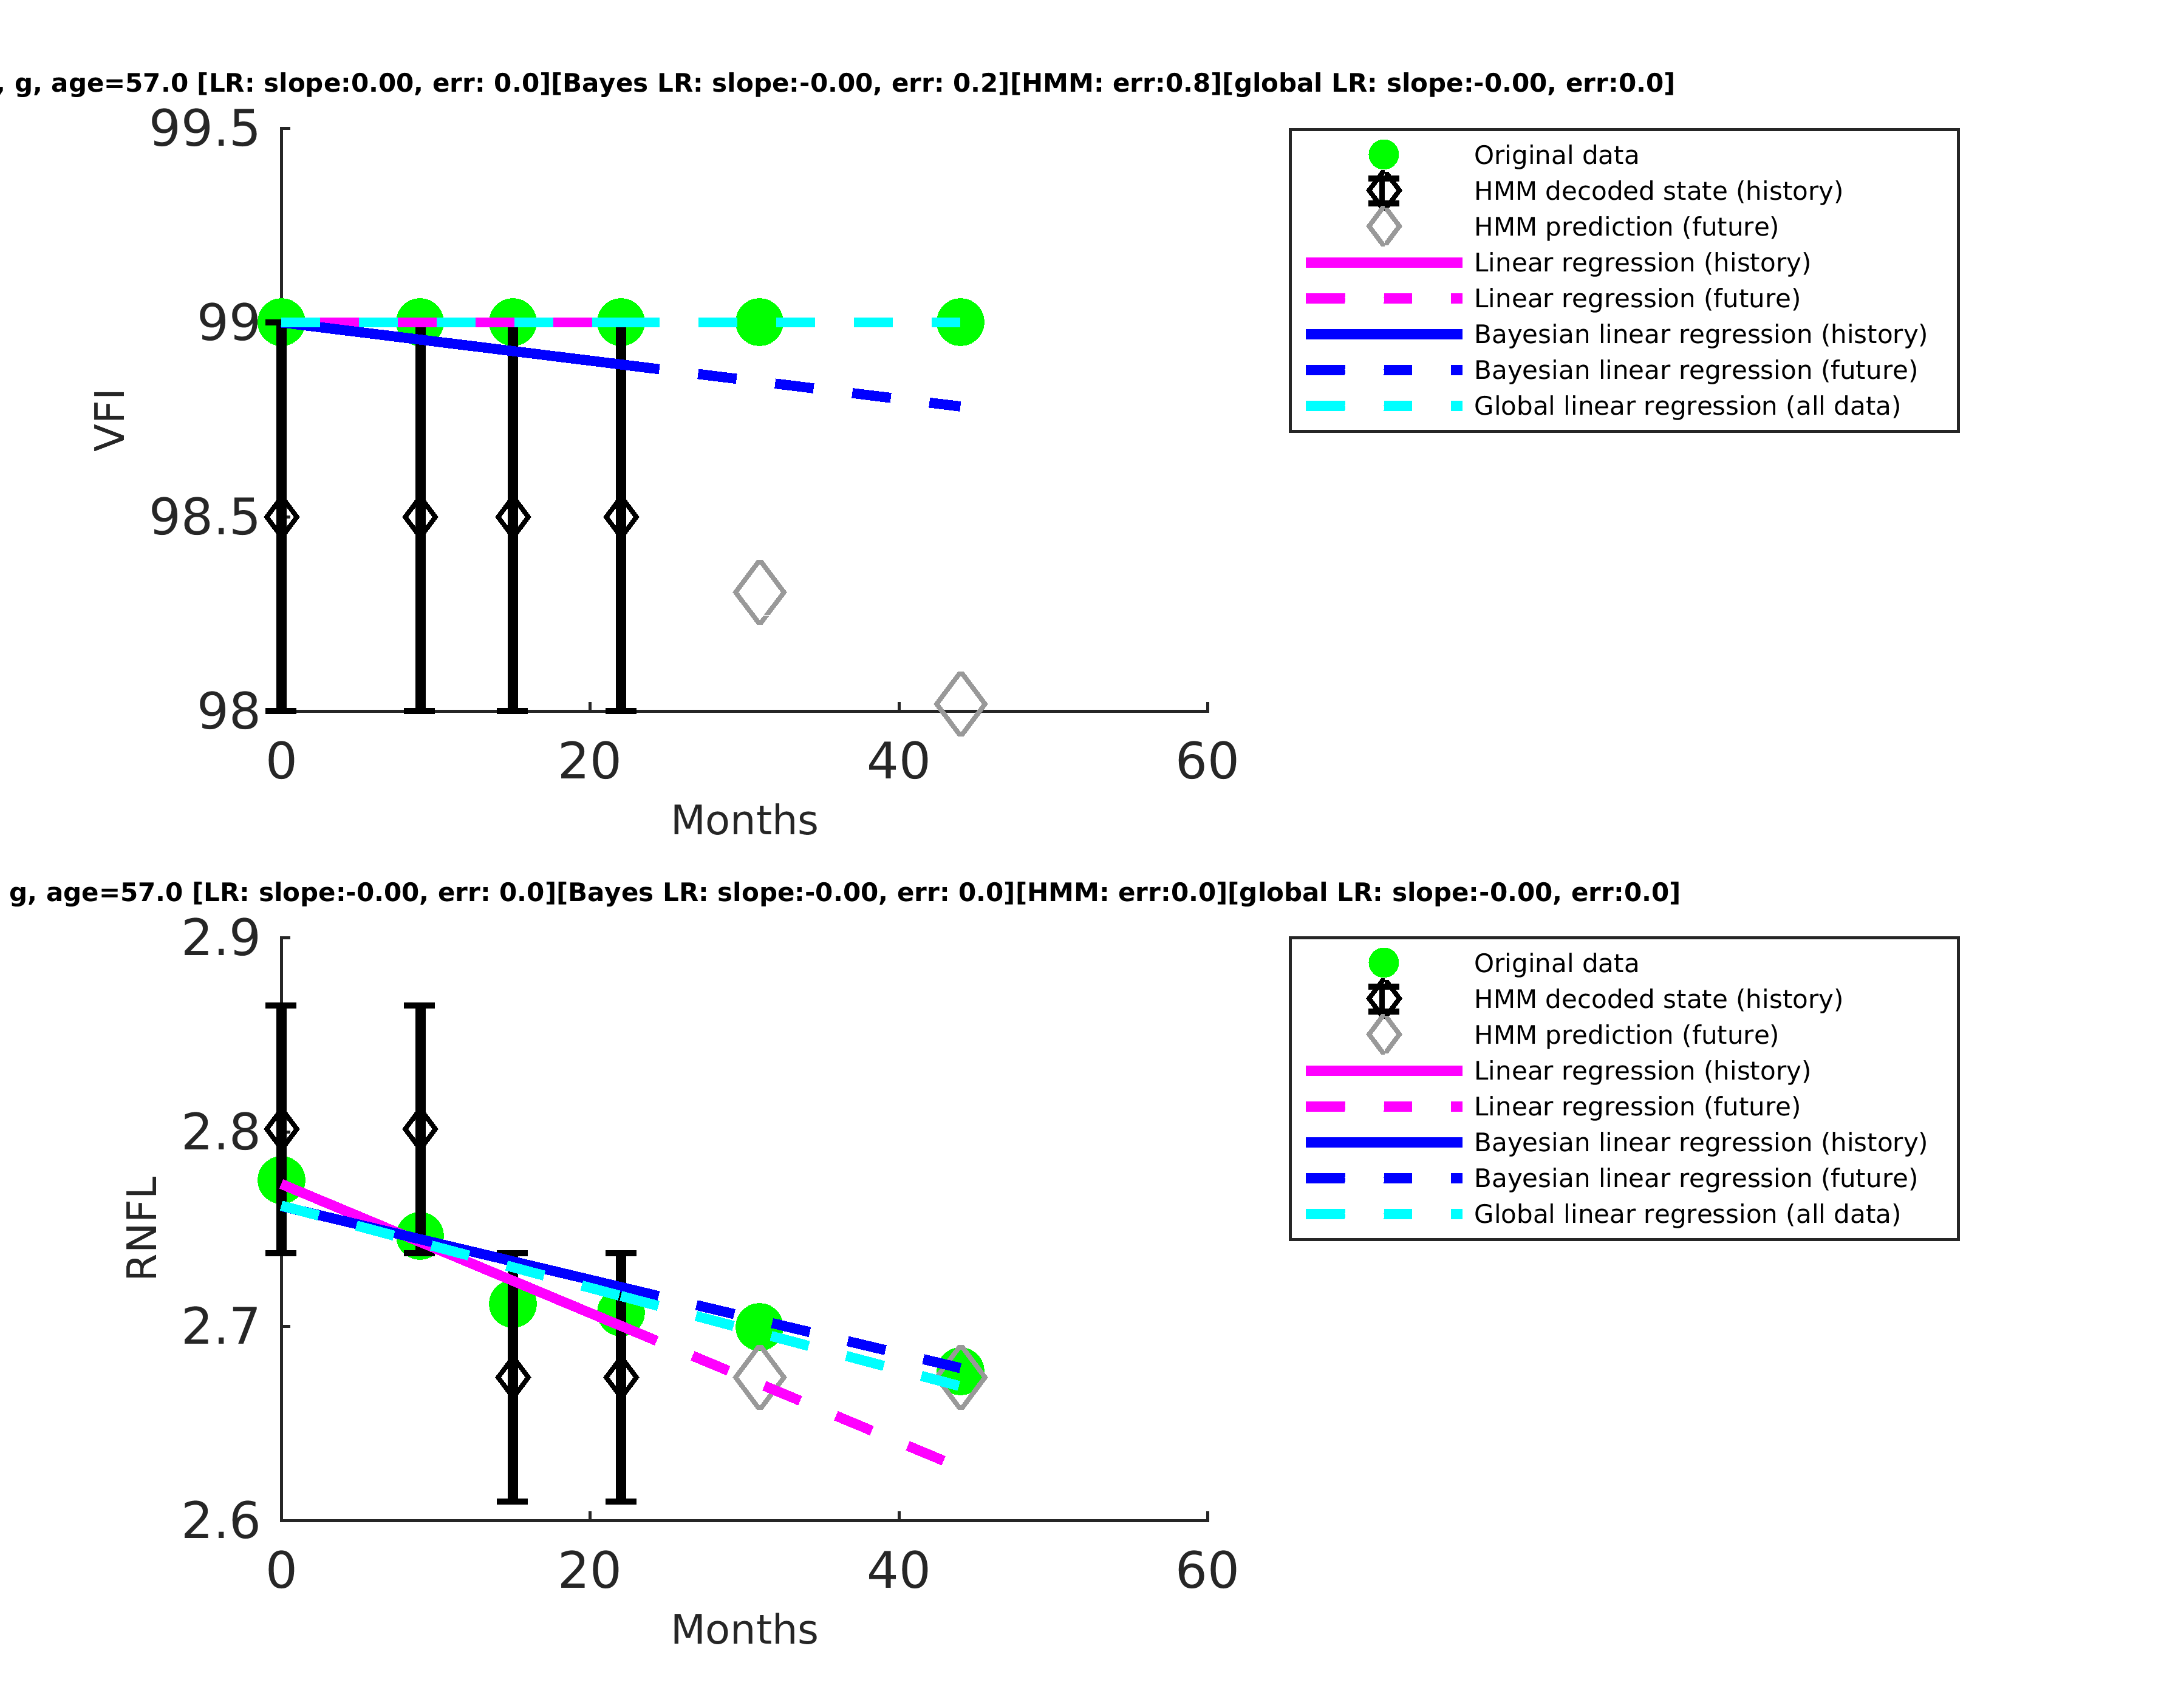 , g, age=57.0 [LR: slope:0.00, err: 0.0][Bayes LR: slope:-0.00, err: 0.2][HMM: err:0.8][global LR: slope:-0.00, err:0.0]
99.5
99
98.5
98
VFI
0 20 40 60
Months
Original data
HMM decoded state (history)
HMM prediction (future)
Linear regression (history)
Linear regression (future)
Bayesian linear regression (history)
Bayesian linear regression (future)
Global linear regression (all data)
g, age=57.0 [LR: slope:-0.00, err: 0.0][Bayes LR: slope:-0.00, err: 0.0][HMM: err:0.0][global LR: slope:-0.00, err:0.0]
2.9
2.8
2.7
2.6
RNFL
0 20 40 60
Months
Original data
HMM decoded state (history)
HMM prediction (future)
Linear regression (history)
Linear regression (future)
Bayesian linear regression (history)
Bayesian linear regression (future)
Global linear regression (all data)